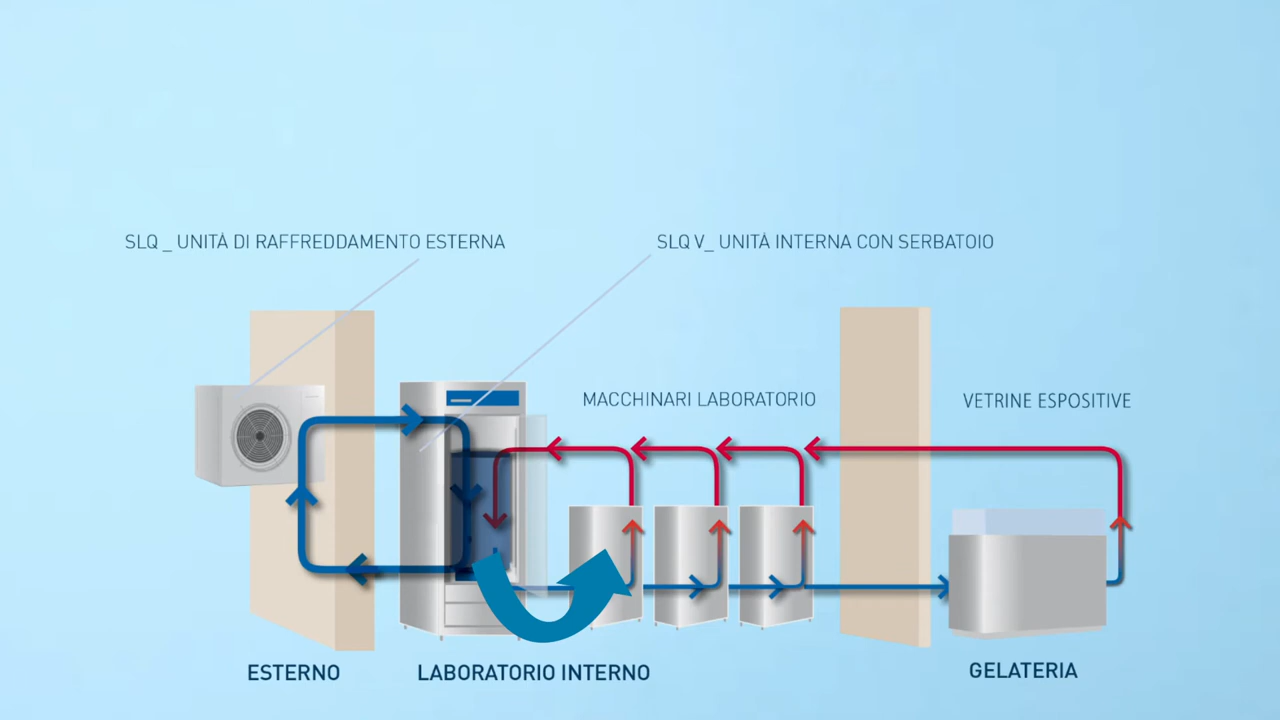 SLQ _ UNITÀ DI RAFFREDDAMENTO ESTERNA
SLQ V_ UNITÀ INTERNA CON SERBATOIO
MACCHINARI LABORATORIO
VETRINE ESPOSITIVE
ESTERNO
LABORATORIO INTERNO
GELATERIA